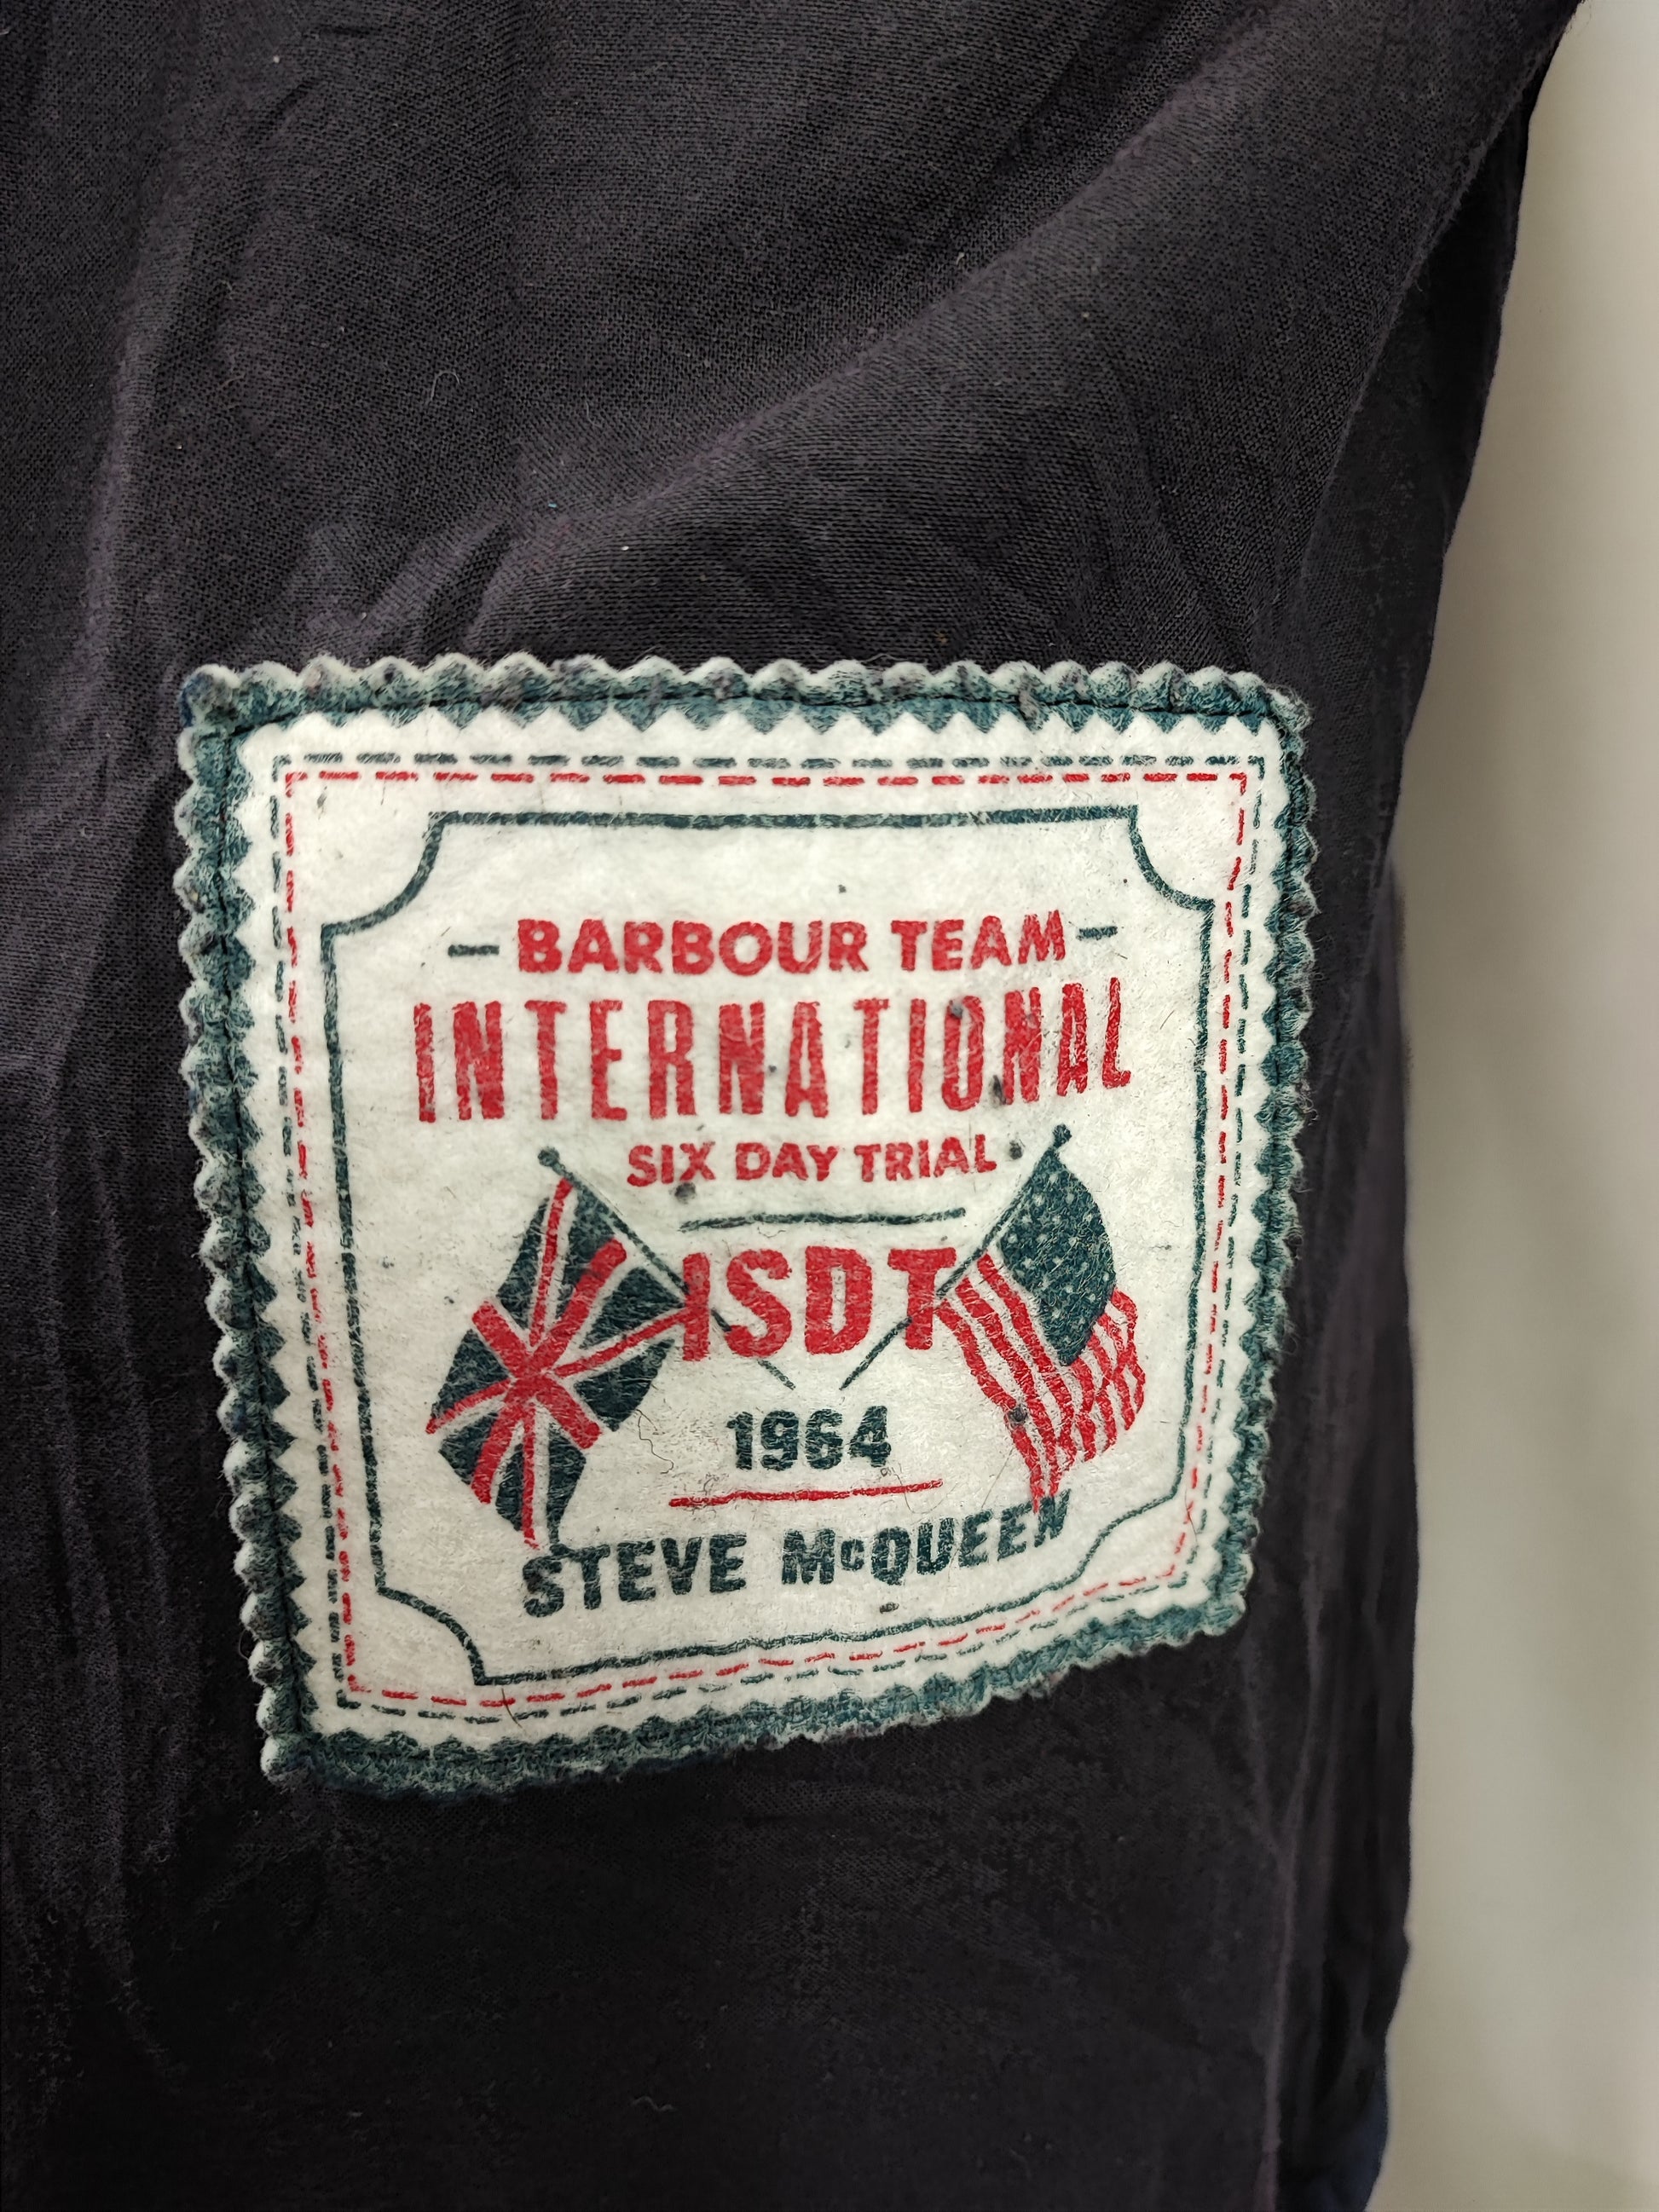 - BARBOUR TEAM -
INTERNATIONAL
SIX DAY TRIAL
ISDT
1964
STEVE McQUEEN